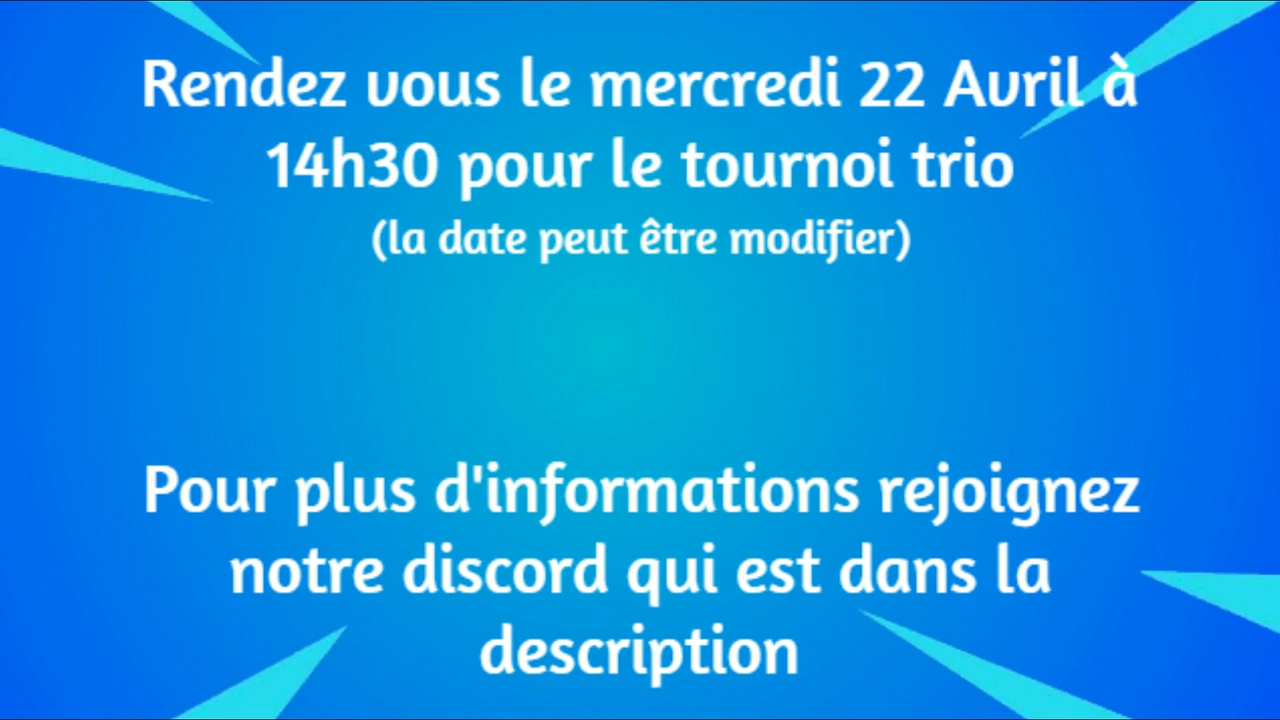 Rendez vous le mercredi 22 Avril à
14h30 pour le tournoi trio
(la date peut être modifier)
Pour plus d'informations rejoignez
notre discord qui est dans la
description